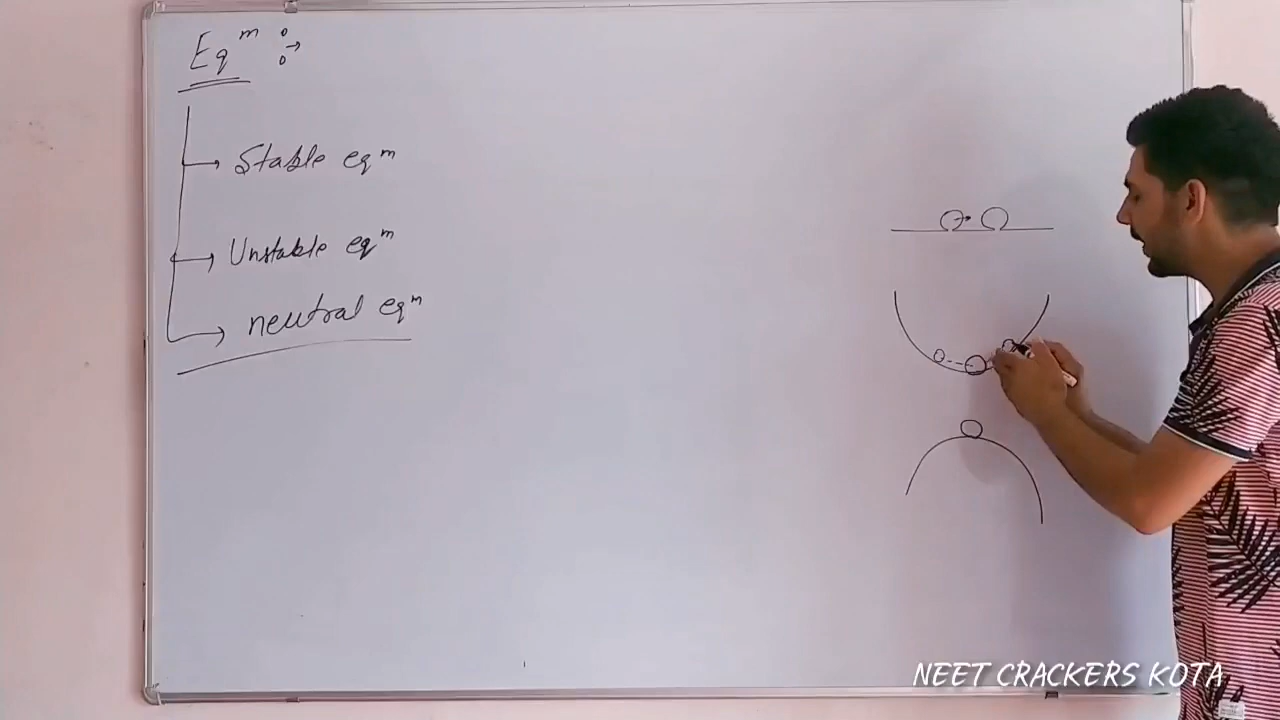 Eqᵐ :→
Stable eqᵐ
Unstable eqᵐ
neutral eqᵐ
NEET CRACKERS KOTA